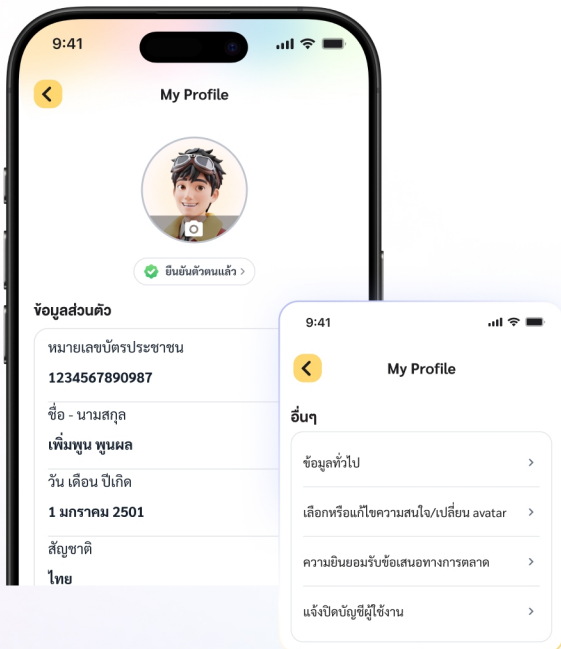 9:41
My Profile
ยืนยันตัวตนแล้ว
ข้อมูลส่วนตัว
หมายเลขบัตรประชาชน
1234567890987
ชื่อ - นามสกุล
เพิ่มพูน พูนผล
วัน เดือน ปีเกิด
1 มกราคม 2501
สัญชาติ
ไทย
9:41
My Profile
อื่นๆ
ข้อมูลทั่วไป
เลือกหรือแก้ไขความสนใจ/เปลี่ยน avatar
ความยินยอมรับข้อเสนอทางการตลาด
แจ้งปิดบัญชีผู้ใช้งาน